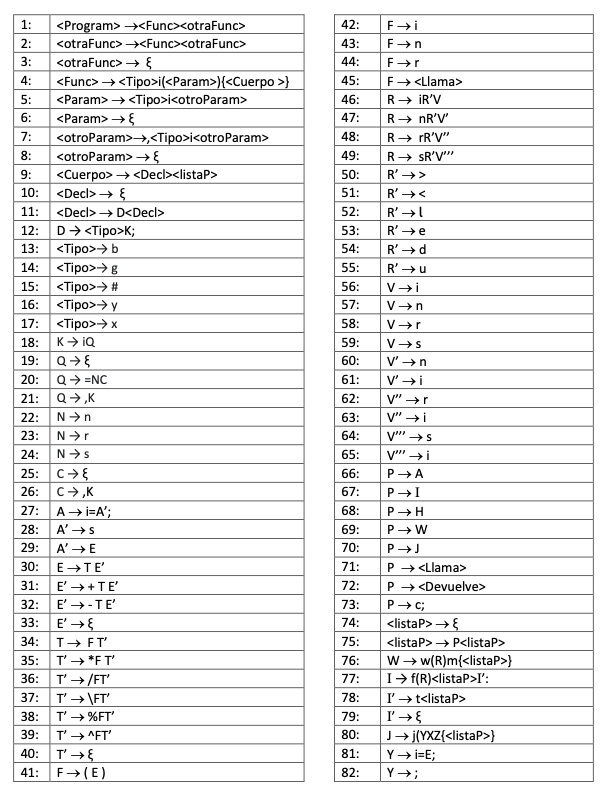 1: <Program> →<Func><otraFunc>
2: <otraFunc>→<Func><otraFunc>
3: <otraFunc> → ξ
4: <Func> → <Tipo>i(<Param>){<Cuerpo >}
5: <Param> → <Tipo>i<otroParam>
6: <Param> → ξ
7: <otroParam>→,<Tipo>i<otroParam>
8: <otroParam> → ξ
9: <Cuerpo> → <Decl><listaP>
10: <Decl> → ξ
11: <Decl> → D<Decl>
12: D → <Tipo>K;
13: <Tipo>→ b
14: <Tipo>→ g
15: <Tipo>→ #
16: <Tipo>→ y
17: <Tipo>→ x
18: K → iQ
19: Q → ξ
20: Q → =NC
21: Q → ,K
22: N → n
23: N → r
24: N → s
25: C → ξ
26: C → ,K
27: A → i=A’;
28: A’ → s
29: A’ → E
30: E → T E’
31: E’ → + T E’
32: E’ → - T E’
33: E’ → ξ
34: T → F T’
35: T’ → *F T’
36: T’ → /FT’
37: T’ → \FT’
38: T’ → %FT’
39: T’ → ^FT’
40: T’ → ξ
41: F → ( E )
42: F → i
43: F → n
44: F → r
45: F → <Llama>
46: R → iR’V
47: R → nR’V’
48: R → rR’V’’
49: R → sR’V’’’
50: R’ → >
51: R’ → <
52: R’ → l
53: R’ → e
54: R’ → d
55: R’ → u
56: V → i
57: V → n
58: V → r
59: V → s
60: V’ → n
61: V’ → i
62: V’’ → r
63: V’’ → i
64: V’’’ → s
65: V’’’ → i
66: P → A
67: P → I
68: P → H
69: P → W
70: P → J
71: P → <Llama>
72: P → <Devuelve>
73: P → c;
74: <listaP> → ξ
75: <listaP> → P<listaP>
76: W → w(R)m{<listaP>}
77: I → f(R)<listaP>I’:
78: I’ → t<listaP>
79: I’ → ξ
80: J → j(YXZ{<listaP>}
81: Y → i=E;
82: Y → ;